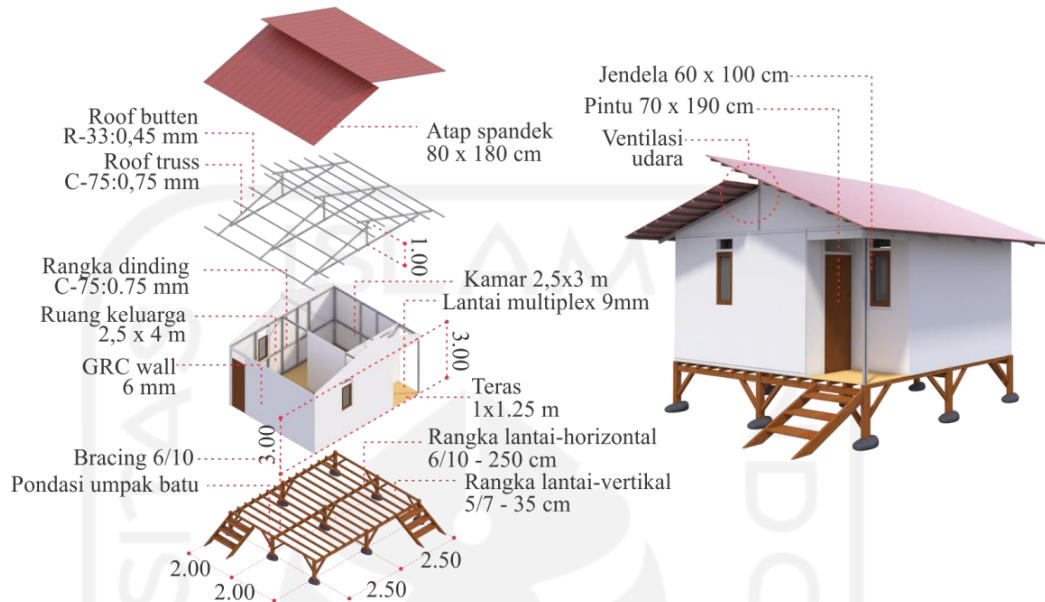 Roof butten
R-33:0,45 mm
Roof truss
C-75:0,75 mm
Atap spandek
80 x 180 cm
1.00
Rangka dinding
C-75:0.75 mm
Ruang keluarga
2,5 x 4 m
GRC wall
6 mm
Kamar 2,5x3 m
Lantai multiplex 9mm
3.00
Teras
1x1.25 m
3.00
Bracing 6/10
Pondasi umpak batu
Rangka lantai-horizontal
6/10 - 250 cm
Rangka lantai-vertikal
5/7 - 35 cm
2.00
2.00
2.50
2.50
Jendela 60 x 100 cm
Pintu 70 x 190 cm
Ventilasi
udara
ISLAM